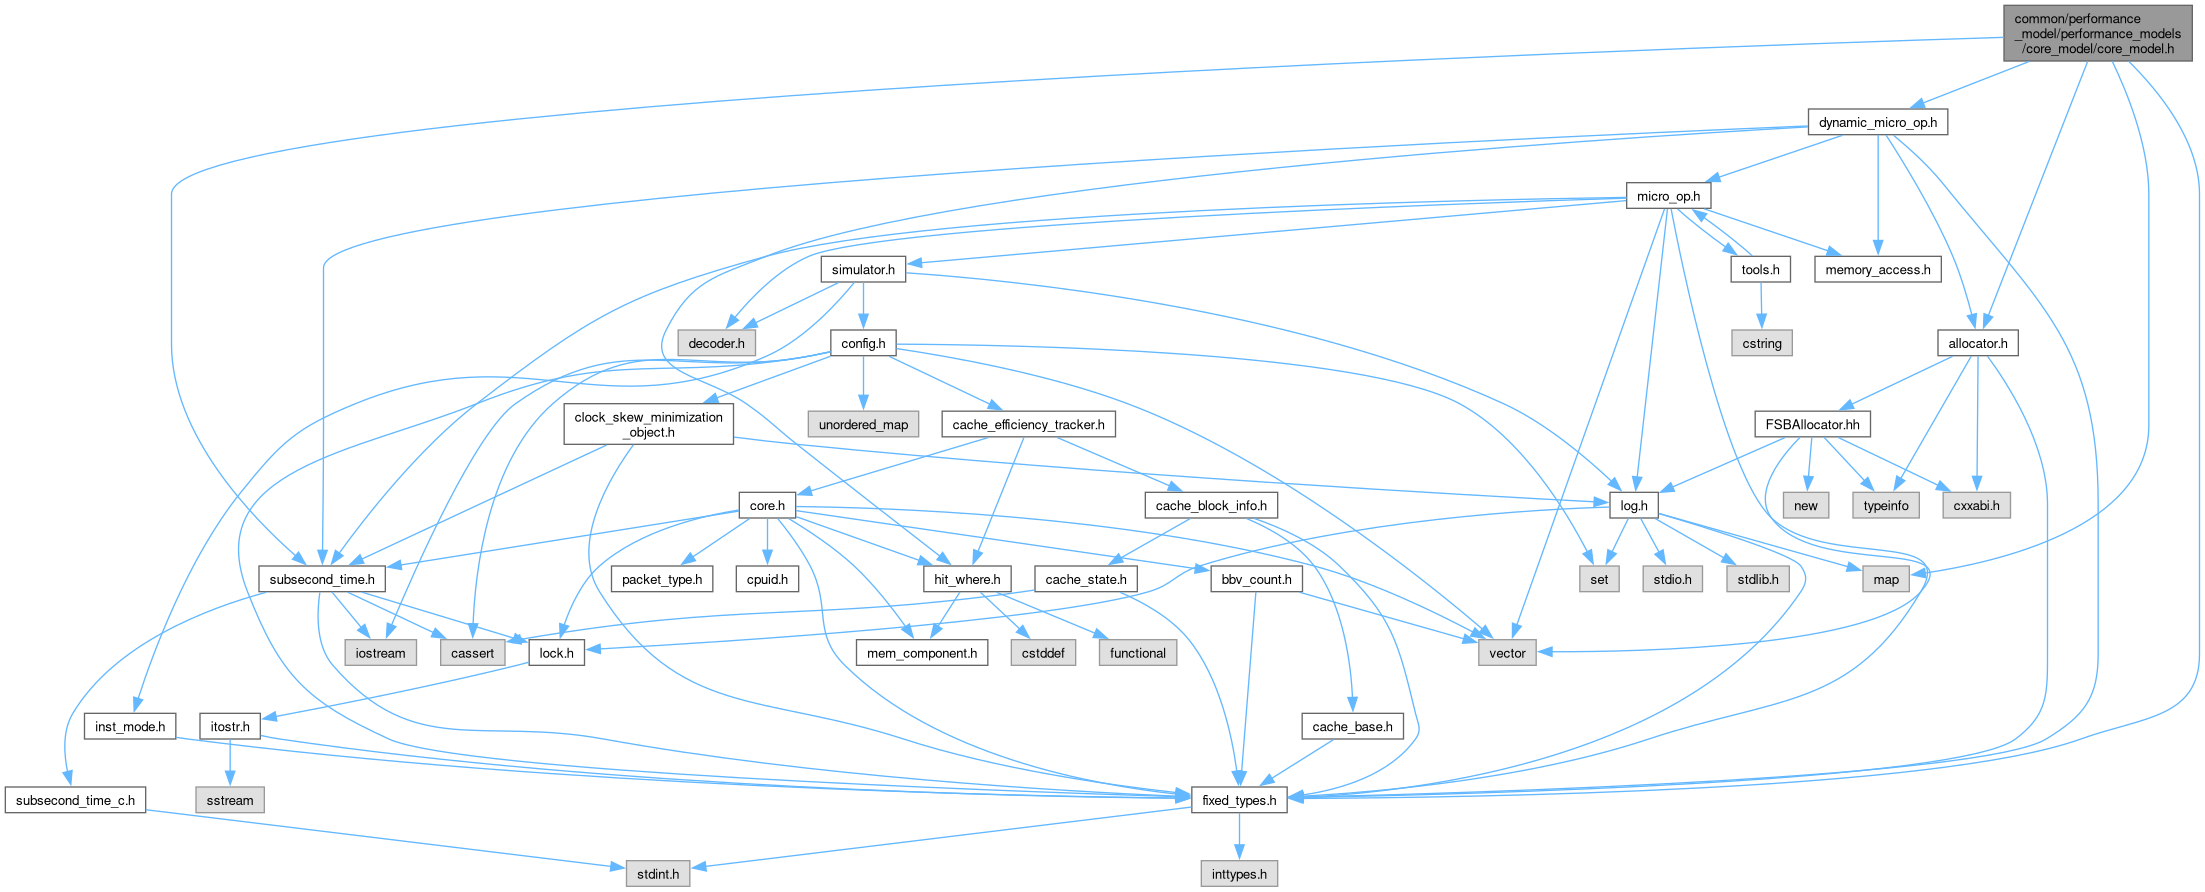 common/performance
_model/performance_models
/core_model/core_model.h
dynamic_micro_op.h
micro_op.h
simulator.h
tools.h
memory_access.h
decoder.h
config.h
cstring
allocator.h
clock_skew_minimization
_object.h
unordered_map
cache_efficiency_tracker.h
FSBAllocator.hh
core.h
cache_block_info.h
log.h
new
typeinfo
cxxabi.h
subsecond_time.h
packet_type.h
cpuid.h
hit_where.h
cache_state.h
bbv_count.h
set
stdio.h
stdlib.h
map
iostream
cassert
lock.h
mem_component.h
cstddef
functional
vector
inst_mode.h
itostr.h
cache_base.h
subsecond_time_c.h
sstream
fixed_types.h
stdint.h
inttypes.h